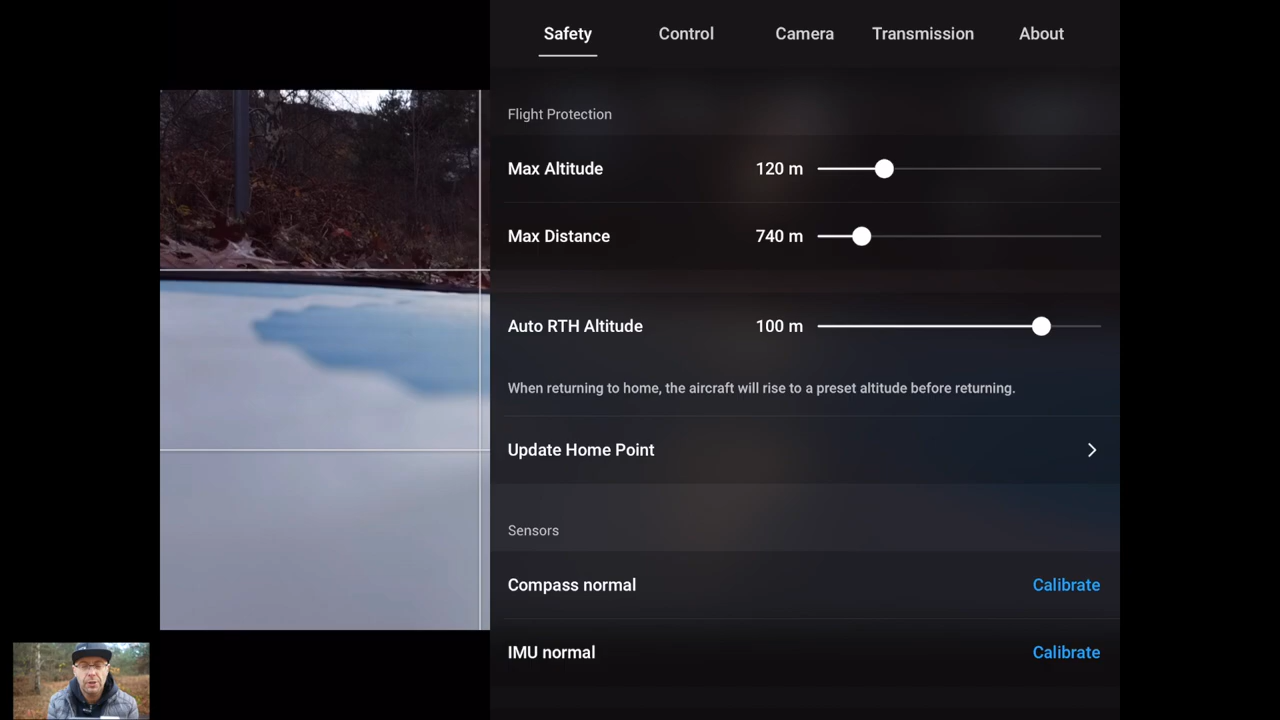 Safety Control Camera Transmission About
Flight Protection
Max Altitude 120 m
Max Distance 740 m
Auto RTH Altitude 100 m
When returning to home, the aircraft will rise to a preset altitude before returning.
Update Home Point
Sensors
Compass normal Calibrate
IMU normal Calibrate